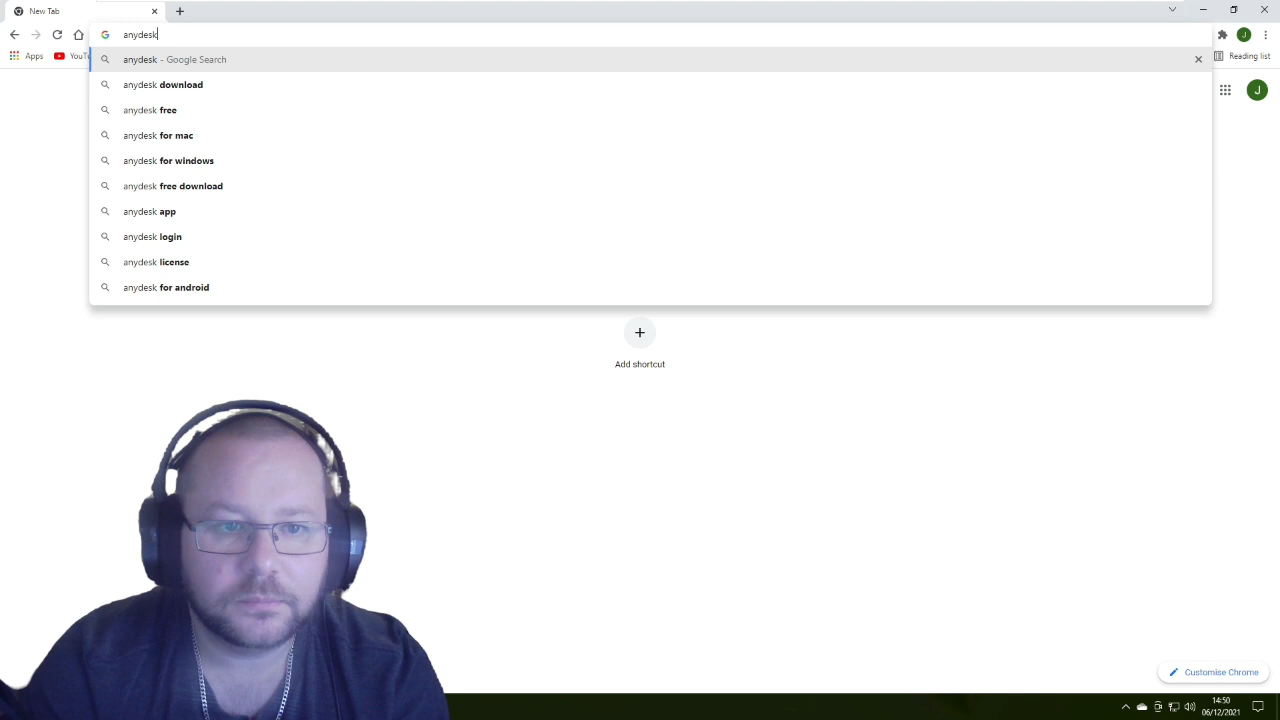 New Tab
anydesk
Apps
YouT
Reading list
anydesk - Google Search
anydesk download
anydesk free
anydesk for mac
anydesk for windows
anydesk free download
anydesk app
anydesk login
anydesk license
anydesk for android
J
J
Add shortcut
Customise Chrome
14:50
06/12/2021